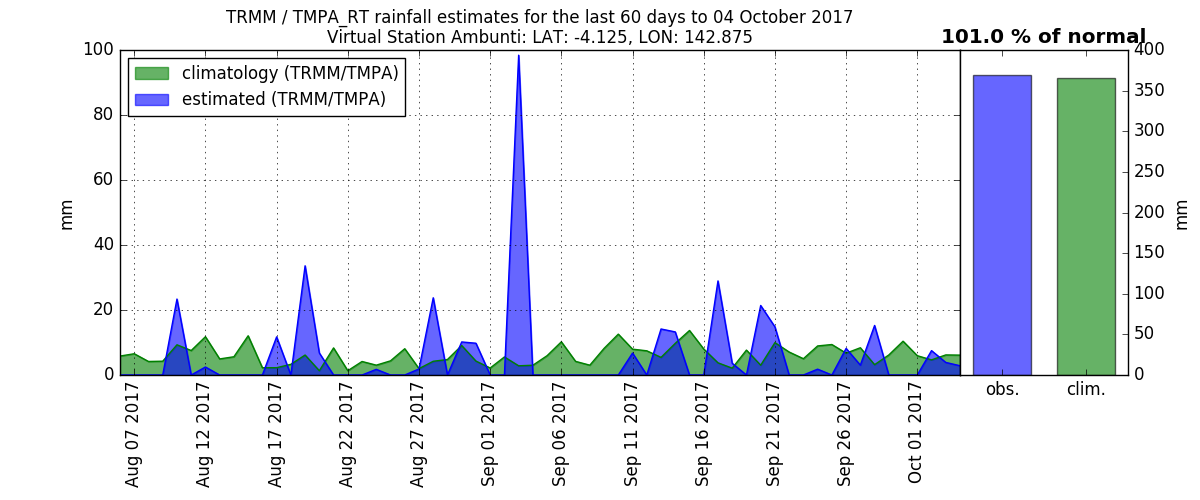 TRMM / TMPA_RT rainfall estimates for the last 60 days to 04 October 2017
Virtual Station Ambunti: LAT: -4.125, LON: 142.875
101.0 % of normal
climatology (TRMM/TMPA)
estimated (TRMM/TMPA)
mm
100
80
60
40
20
0
Aug 07 2017
Aug 12 2017
Aug 17 2017
Aug 22 2017
Aug 27 2017
Sep 01 2017
Sep 06 2017
Sep 11 2017
Sep 16 2017
Sep 21 2017
Sep 26 2017
Oct 01 2017
obs.
clim.
400
350
300
250
200
150
100
50
0
mm